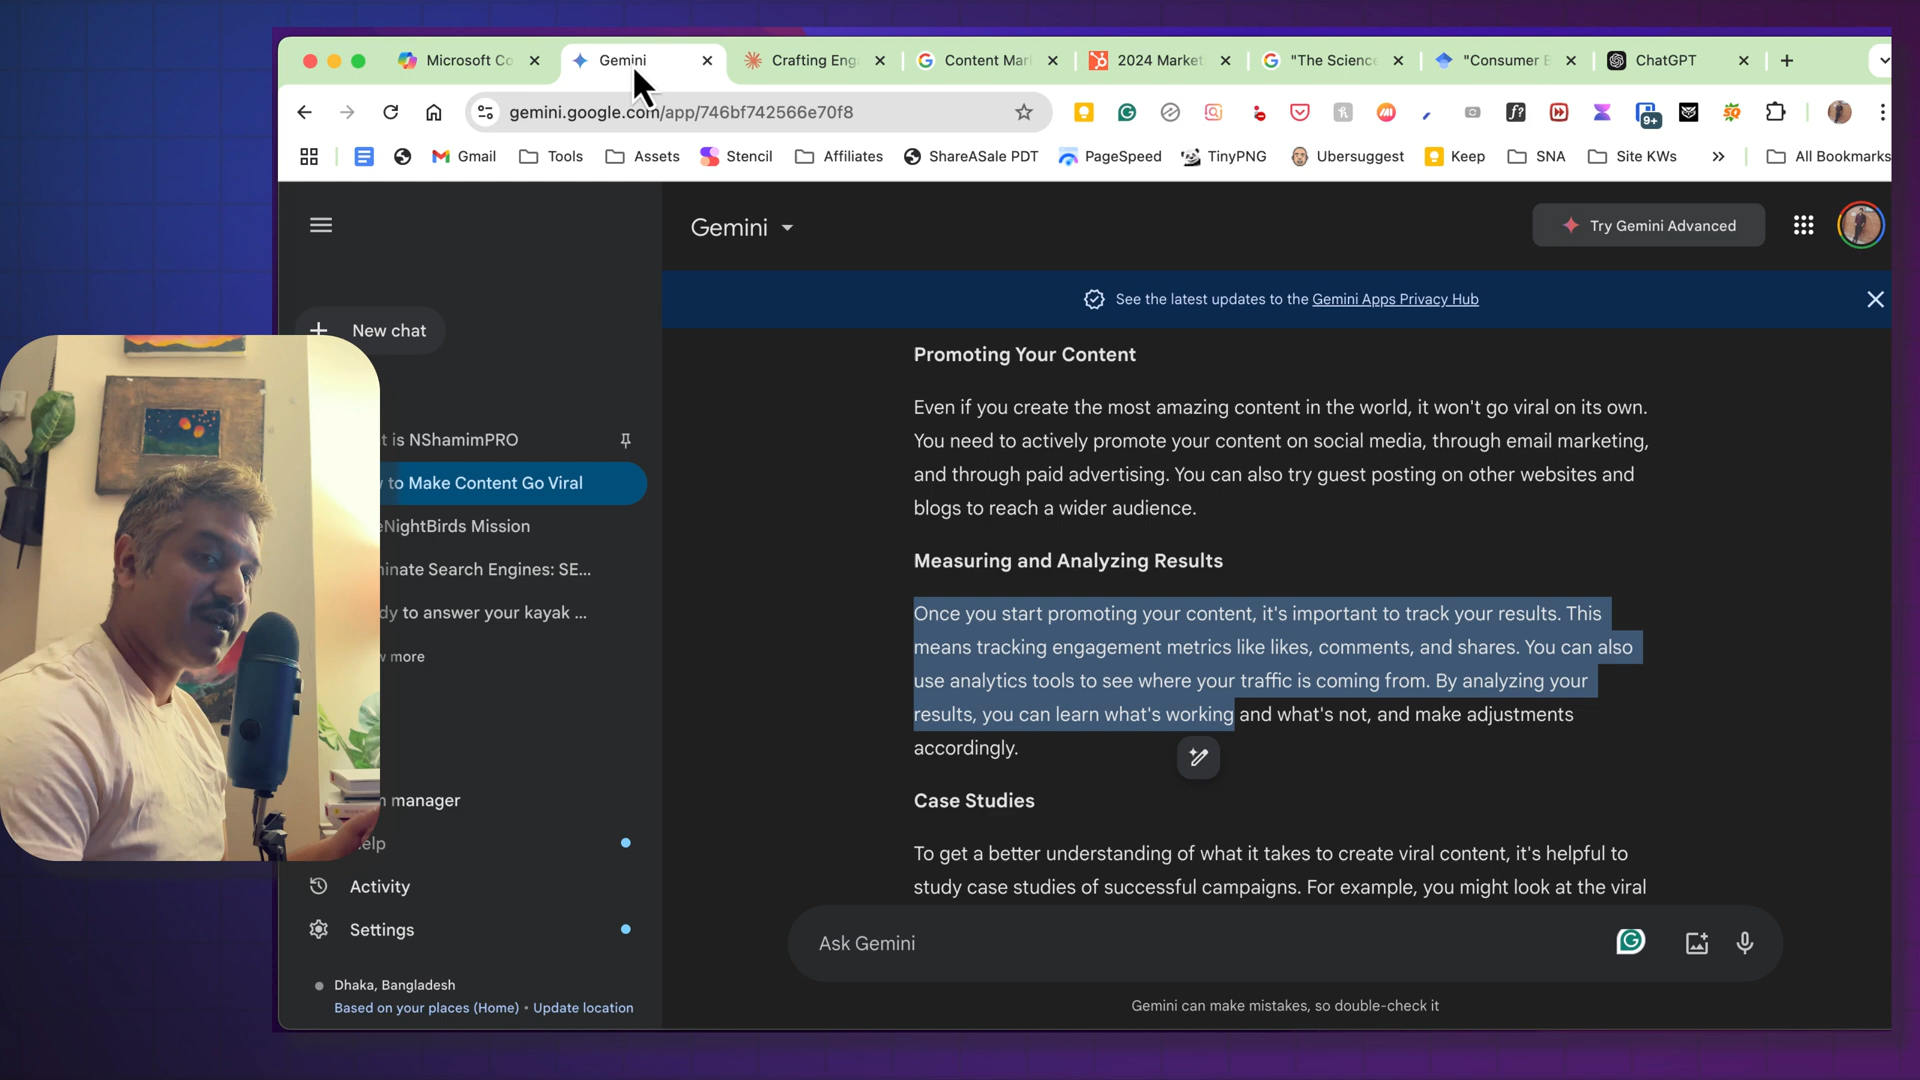 Microsoft Co
Gemini
Crafting Eng
Content Mar
2024 Market
"The Science
"Consumer B
ChatGPT
gemini.google.com/app/746bf742566e70f8
9+
Gmail
Tools
Assets
Stencil
Affiliates
ShareASale PDT
PageSpeed
TinyPNG
Ubersuggest
Keep
SNA
Site KWs
All Bookmarks
Gemini
Try Gemini Advanced
See the latest updates to the Gemini Apps Privacy Hub
New chat
t is NShamimPRO
to Make Content Go Viral
eNightBirds Mission
inate Search Engines: SE...
dy to answer your kayak ...
more
manager
elp
Activity
Settings
Dhaka, Bangladesh
Based on your places (Home) • Update location
Promoting Your Content
Even if you create the most amazing content in the world, it won't go viral on its own.
You need to actively promote your content on social media, through email marketing,
and through paid advertising. You can also try guest posting on other websites and
blogs to reach a wider audience.
Measuring and Analyzing Results
Once you start promoting your content, it's important to track your results. This
means tracking engagement metrics like likes, comments, and shares. You can also
use analytics tools to see where your traffic is coming from. By analyzing your
results, you can learn what's working and what's not, and make adjustments
accordingly.
Case Studies
To get a better understanding of what it takes to create viral content, it's helpful to
study case studies of successful campaigns. For example, you might look at the viral
Ask Gemini
Gemini can make mistakes, so double-check it